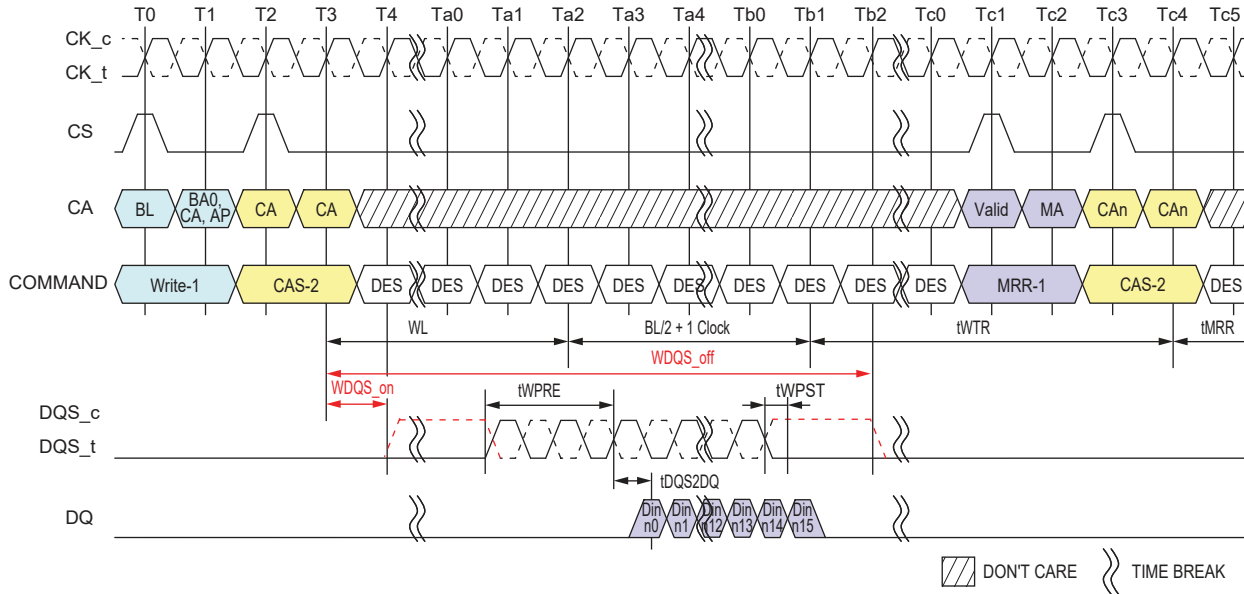 T0 T1 T2 T3 T4 Ta0 Ta1 Ta2 Ta3 Ta4 Tb0 Tb1 Tb2 Tc0 Tc1 Tc2 Tc3 Tc4 Tc5
CK_c
CK_t
CS
CA BL BA0, CA, AP CA CA Valid MA CAn CAn
COMMAND Write-1 CAS-2 DES DES DES DES DES DES DES DES DES DES MRR-1 CAS-2 DES
WL BL/2 + 1 Clock tWTR tMRR
WDQS_off
WDQS_on tWPRE tWPST
DQS_c
DQS_t
tDQS2DQ
DQ Din n0 Din n1 Din n12 Din n13 Din n14 Din n15
DON'T CARE TIME BREAK